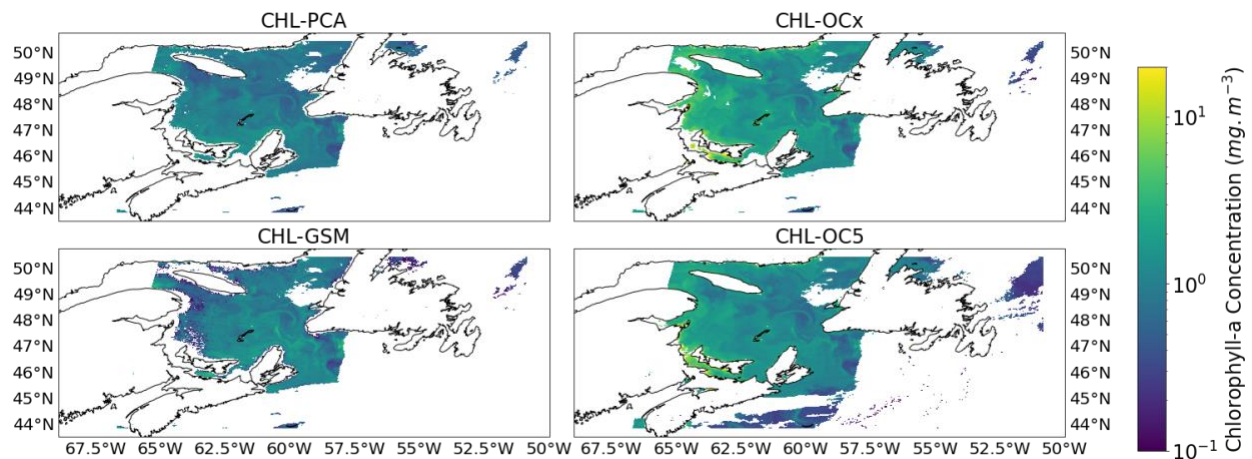 CHL-PCA
CHL-OCx
50°N
49°N
48°N
47°N
46°N
45°N
44°N
50°N
49°N
48°N
47°N
46°N
45°N
44°N
CHL-GSM
CHL-OC5
50°N
49°N
48°N
47°N
46°N
45°N
44°N
50°N
49°N
48°N
47°N
46°N
45°N
44°N
67.5°W 65°W 62.5°W 60°W 57.5°W 55°W 52.5°W 50°W
67.5°W 65°W 62.5°W 60°W 57.5°W 55°W 52.5°W 50°W
10¹
10⁰
10⁻¹
Chlorophyll-a Concentration (mg.m⁻³)